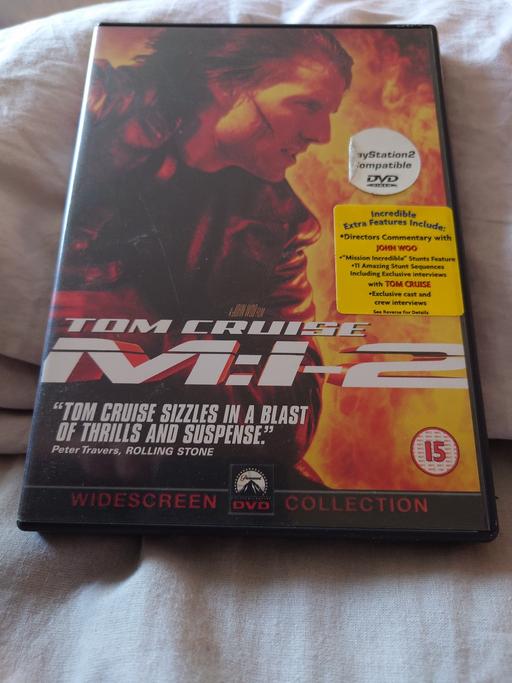 ayStation2
ompatible
DVD
VIDEO
Incredible
Extra Features Include:
•Directors Commentary with
JOHN WOO
•"Mission Incredible" Stunts Feature
•11 Amazing Stunt Sequences
Including Exclusive interviews
with TOM CRUISE
•Exclusive cast and
crew interviews
See Reverse for Details
A JOHN WOO FILM
TOM CRUISE
M:I-2
“TOM CRUISE SIZZLES IN A BLAST
OF THRILLS AND SUSPENSE.”
Peter Travers, ROLLING STONE
15
Paramount
WIDESCREEN DVD COLLECTION